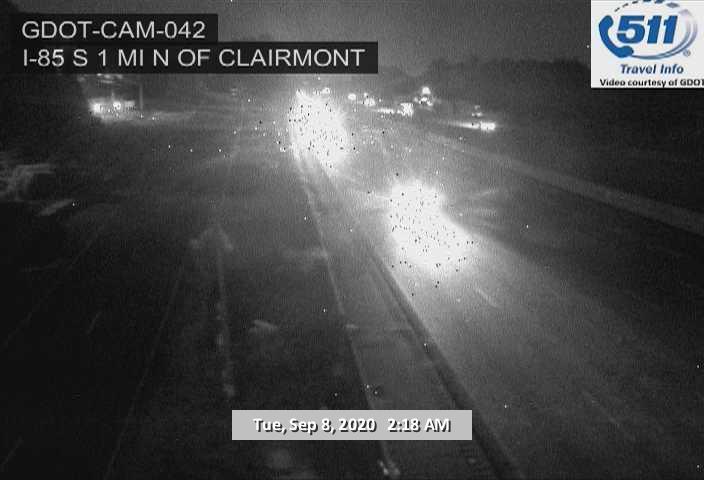 GDOT-CAM-042
I-85 S 1 MI N OF CLAIRMONT
511
Travel Info
Video courtesy of GDOT
Tue, Sep 8, 2020 2:18 AM